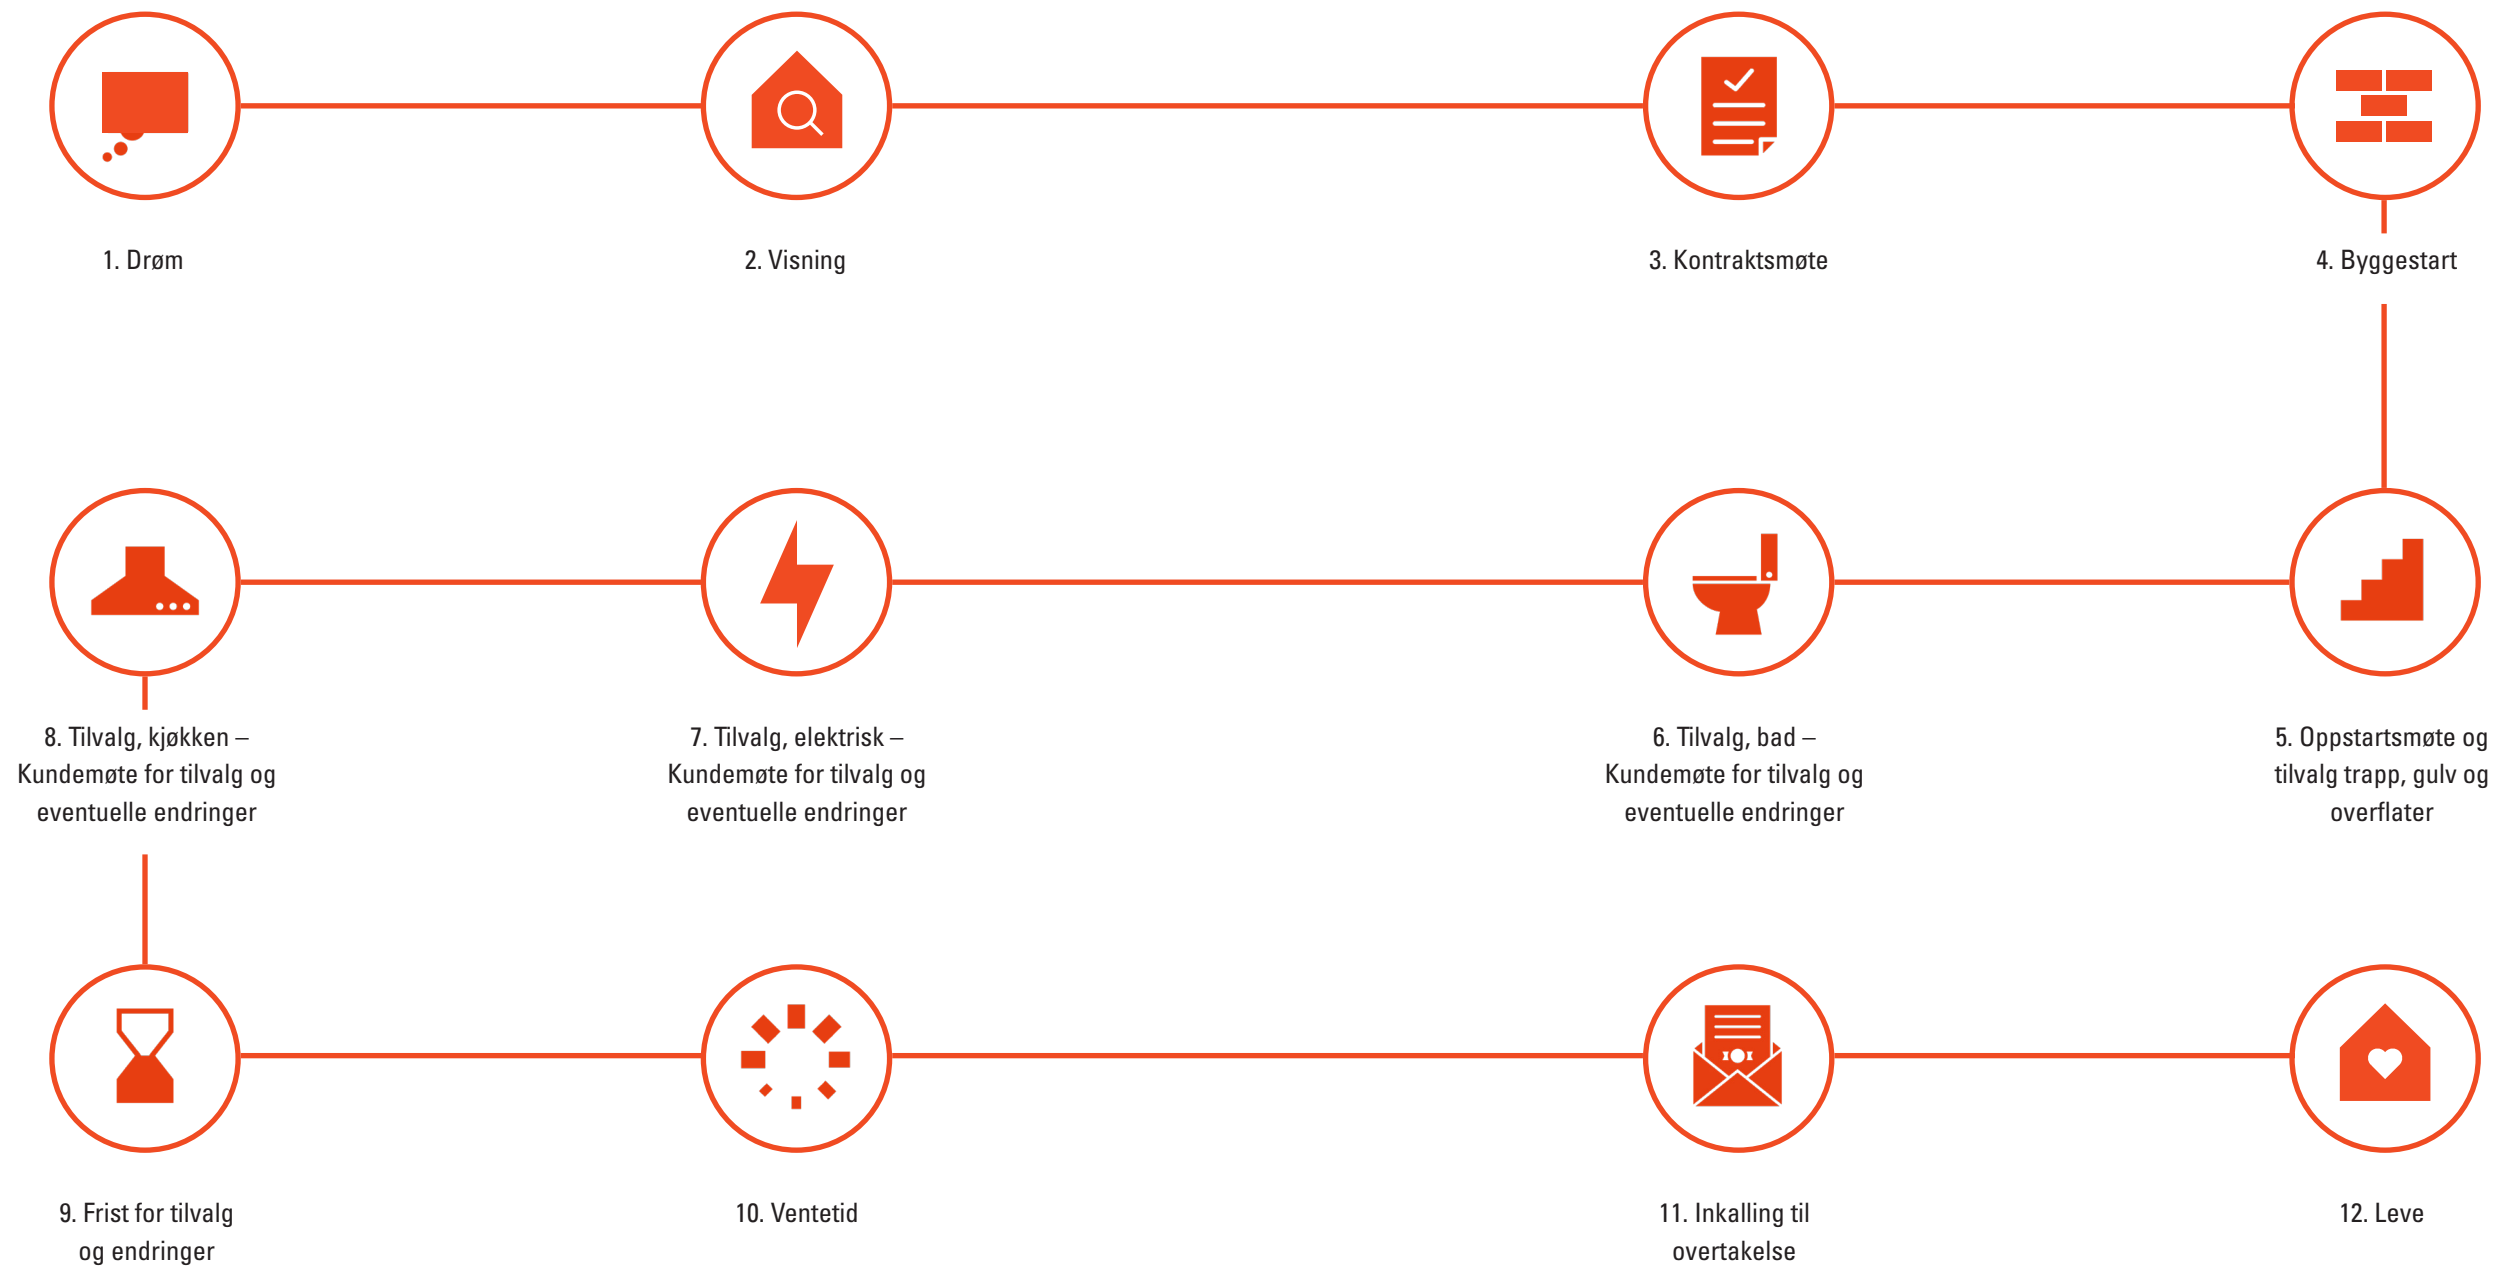 1. Drøm
2. Visning
3. Kontraktsmøte
4. Byggestart
8. Tilvalg, kjøkken –
Kundemøte for tilvalg og
eventuelle endringer
7. Tilvalg, elektrisk –
Kundemøte for tilvalg og
eventuelle endringer
6. Tilvalg, bad –
Kundemøte for tilvalg og
eventuelle endringer
5. Oppstartsmøte og
tilvalg trapp, gulv og
overflater
9. Frist for tilvalg
og endringer
10. Ventetid
11. Inkalling til
overtakelse
12. Leve